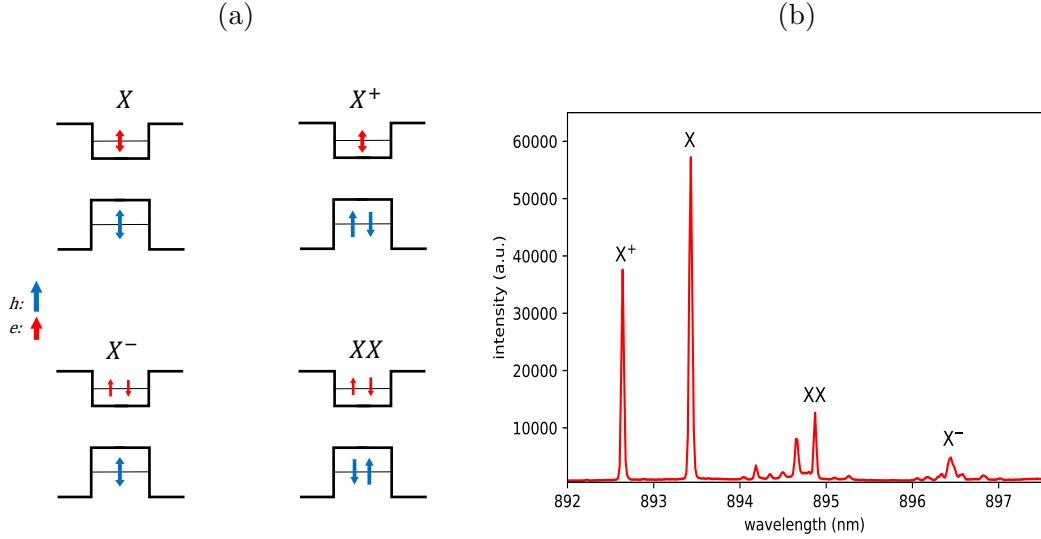 (a)
X
X⁺
h:
e:
X⁻
XX
(b)
intensity (a.u.)
60000
50000
40000
30000
20000
10000
X⁺
X
XX
X⁻
892
893
894
895
896
897
wavelength (nm)